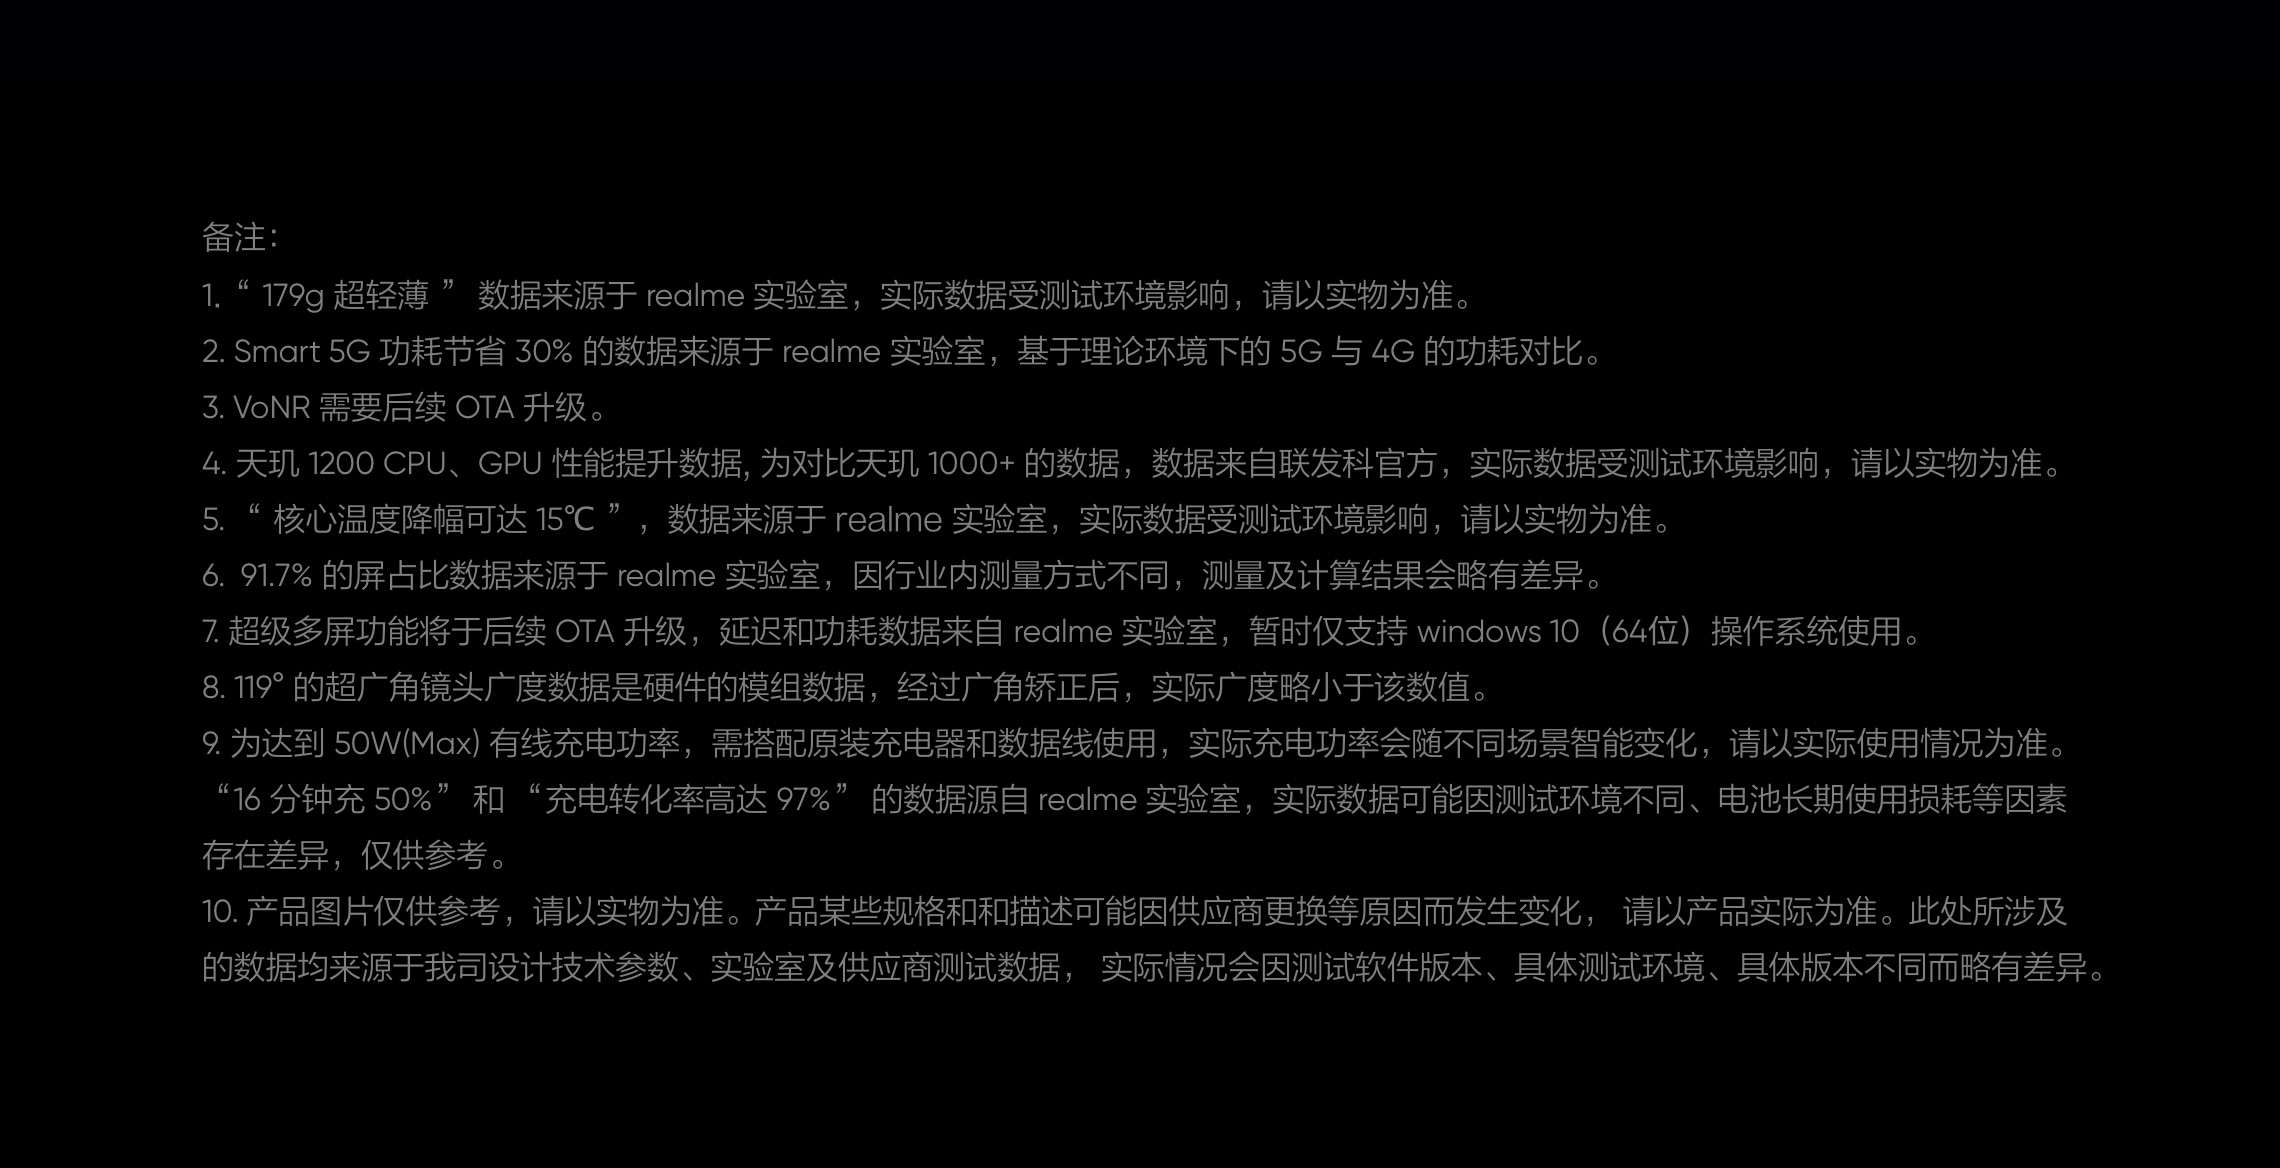 备注：
1.“ 179g 超轻薄 ” 数据来源于 realme 实验室，实际数据受测试环境影响，请以实物为准。
2. Smart 5G 功耗节省 30% 的数据来源于 realme 实验室，基于理论环境下的 5G 与 4G 的功耗对比。
3. VoNR 需要后续 OTA 升级。
4. 天玑 1200 CPU、GPU 性能提升数据, 为对比天玑 1000+ 的数据，数据来自联发科官方，实际数据受测试环境影响，请以实物为准。
5. “ 核心温度降幅可达 15℃ ”，数据来源于 realme 实验室，实际数据受测试环境影响，请以实物为准。
6. 91.7% 的屏占比数据来源于 realme 实验室，因行业内测量方式不同，测量及计算结果会略有差异。
7. 超级多屏功能将于后续 OTA 升级，延迟和功耗数据来自 realme 实验室，暂时仅支持 windows 10（64位）操作系统使用。
8. 119° 的超广角镜头广度数据是硬件的模组数据，经过广角矫正后，实际广度略小于该数值。
9. 为达到 50W(Max) 有线充电功率，需搭配原装充电器和数据线使用，实际充电功率会随不同场景智能变化，请以实际使用情况为准。
“16 分钟充 50%” 和 “充电转化率高达 97%” 的数据源自 realme 实验室，实际数据可能因测试环境不同、电池长期使用损耗等因素
存在差异，仅供参考。
10. 产品图片仅供参考，请以实物为准。产品某些规格和和描述可能因供应商更换等原因而发生变化， 请以产品实际为准。此处所涉及
的数据均来源于我司设计技术参数、实验室及供应商测试数据， 实际情况会因测试软件版本、具体测试环境、具体版本不同而略有差异。